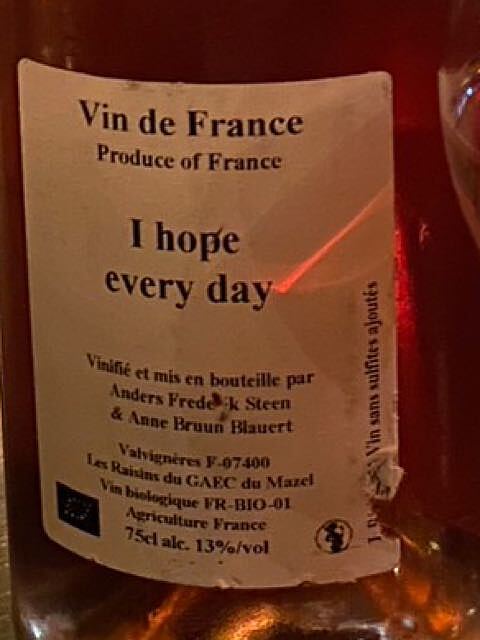 Vin de France
Produce of France
I hope
every day
Vinifié et mis en bouteille par
Anders Frede k Steen
& Anne Bruun Blauert
Valvignères F-07400
Les Raisins du GAEC du Mazel
Vin biologique FR-BIO-01
Agriculture France
75cl alc. 13%/vol
Vin sans sulfites ajoutés